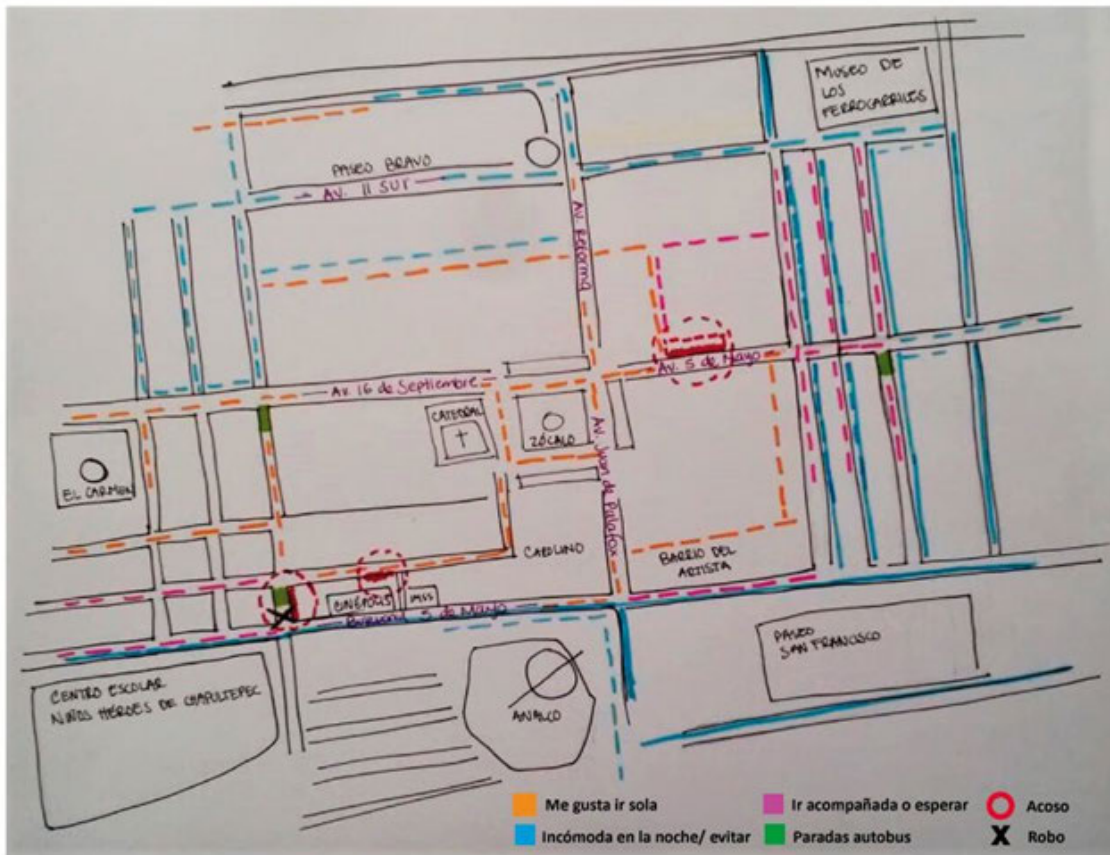 MUSEO DE
LOS
FERROCARRILES
PASEO BRAVO
AV. 11 SUR
Av. Reforma
Av. 5 de Mayo
Av. 16 de Septiembre
CATEDRAL
ZÓCALO
EL CARMEN
Av. Juan de Palafox
CAROLINO
BARRIO DEL
ARTISTA
CINÉPOLIS
IMSS
5 de Mayo
PASEO
SAN FRANCISCO
CENTRO ESCOLAR
NIÑOS HÉROES DE CHAPULTEPEC
ANALCO
Me gusta ir sola
Ir acompañada o esperar
Acoso
Incómoda en la noche/ evitar
Paradas autobus
Robo